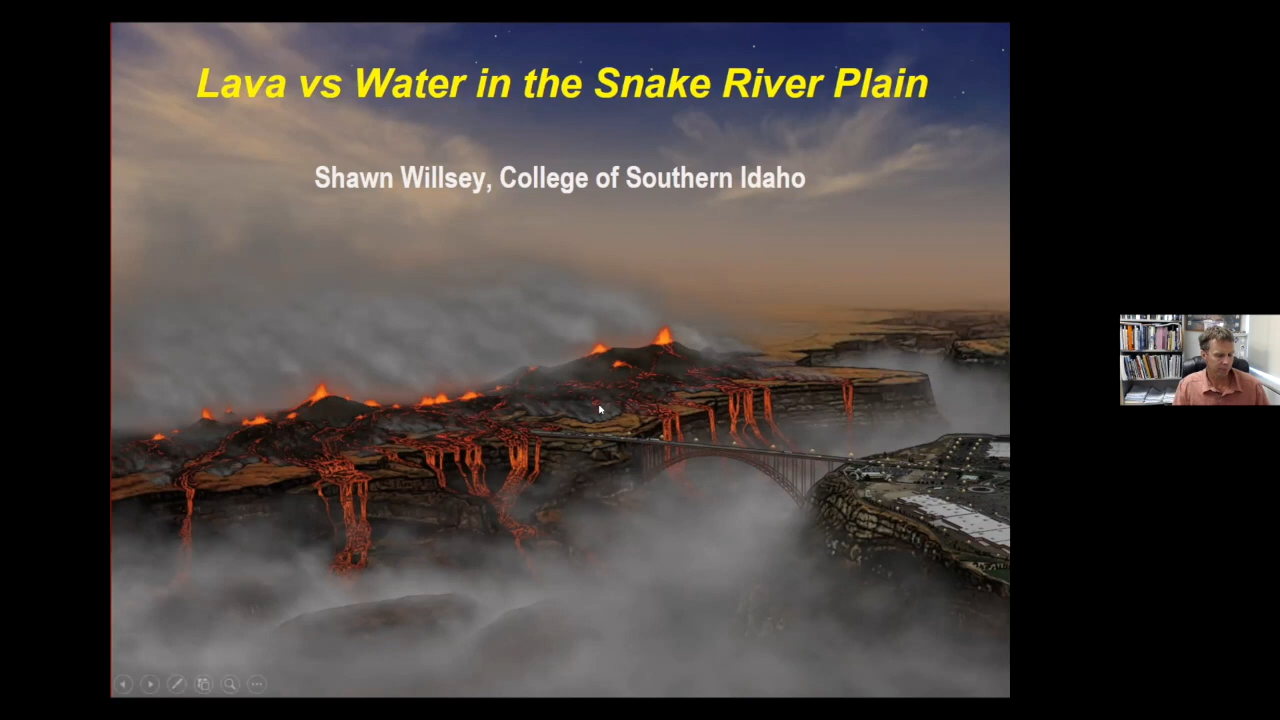 Lava vs Water in the Snake River Plain
Shawn Willsey, College of Southern Idaho